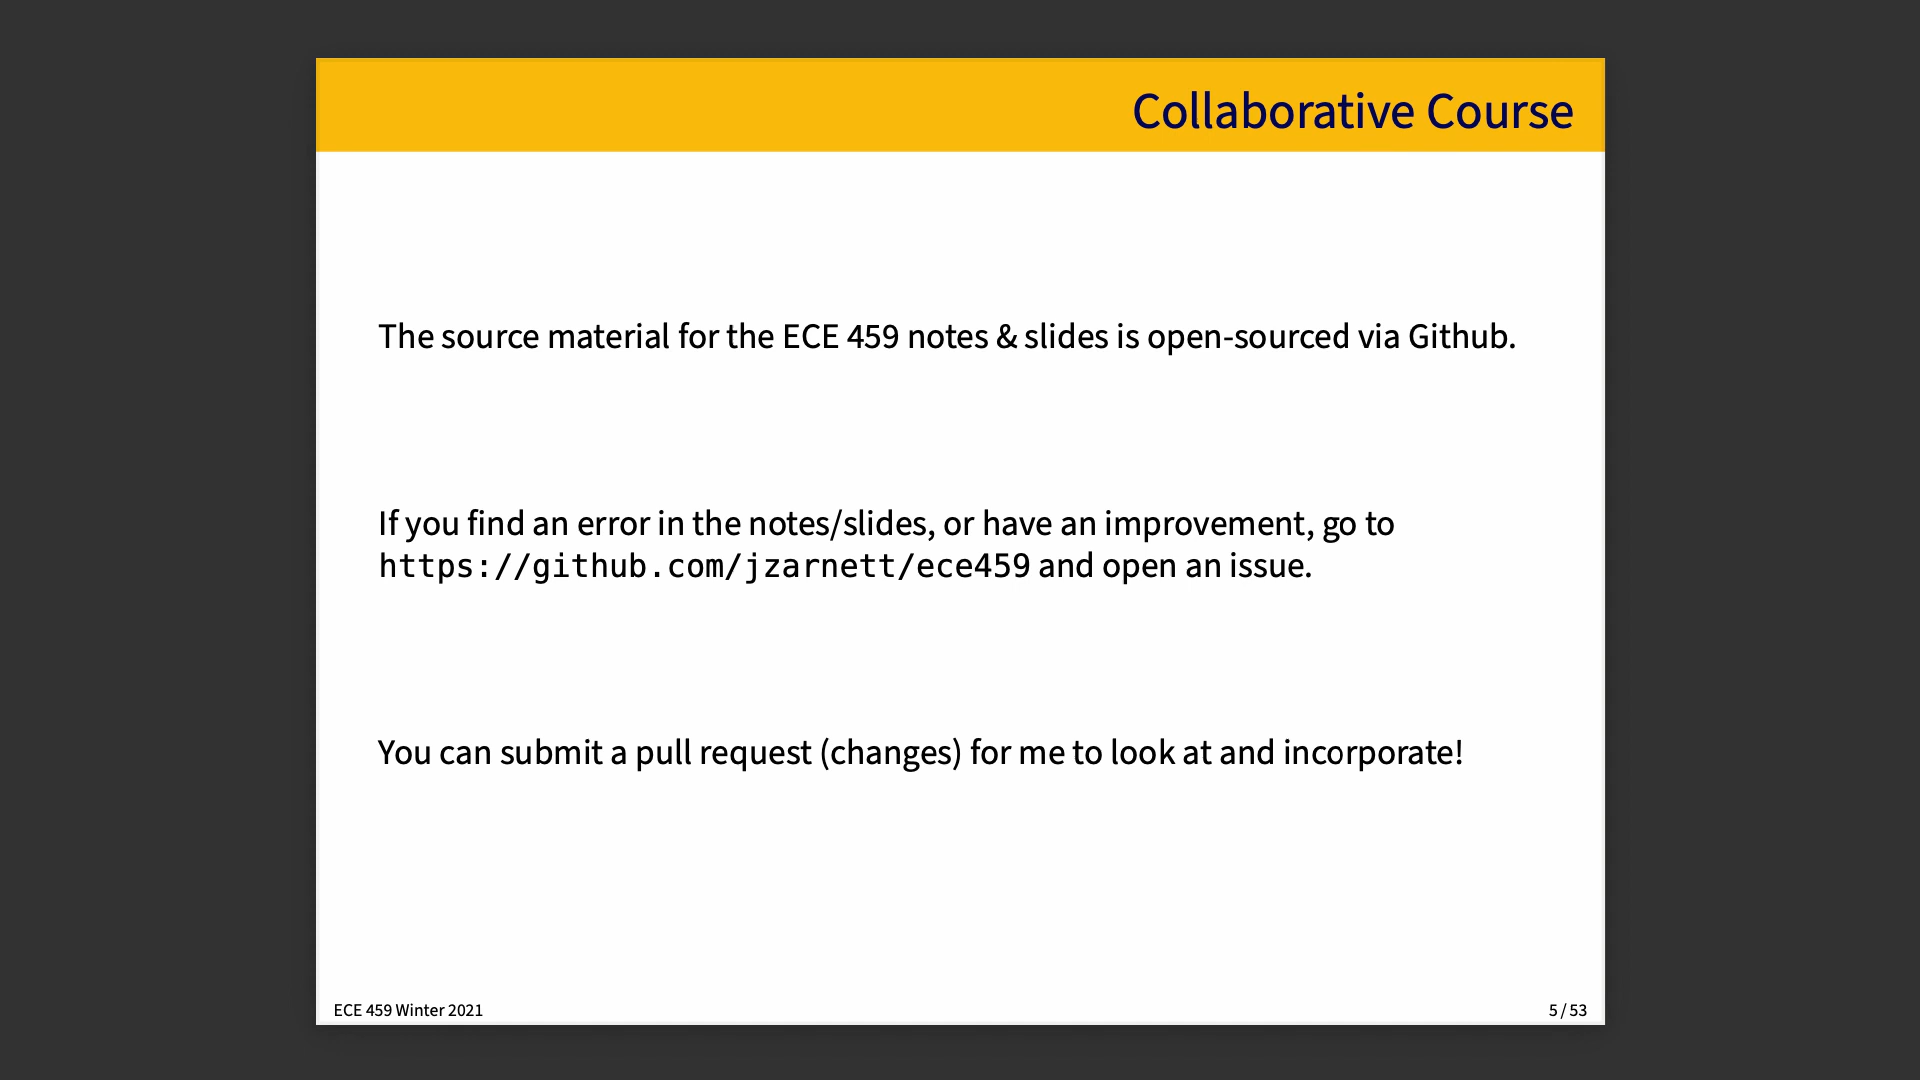 Collaborative Course
The source material for the ECE 459 notes & slides is open-sourced via Github.
If you find an error in the notes/slides, or have an improvement, go to
https://github.com/jzarnett/ece459 and open an issue.
You can submit a pull request (changes) for me to look at and incorporate!
ECE 459 Winter 2021
5 / 53